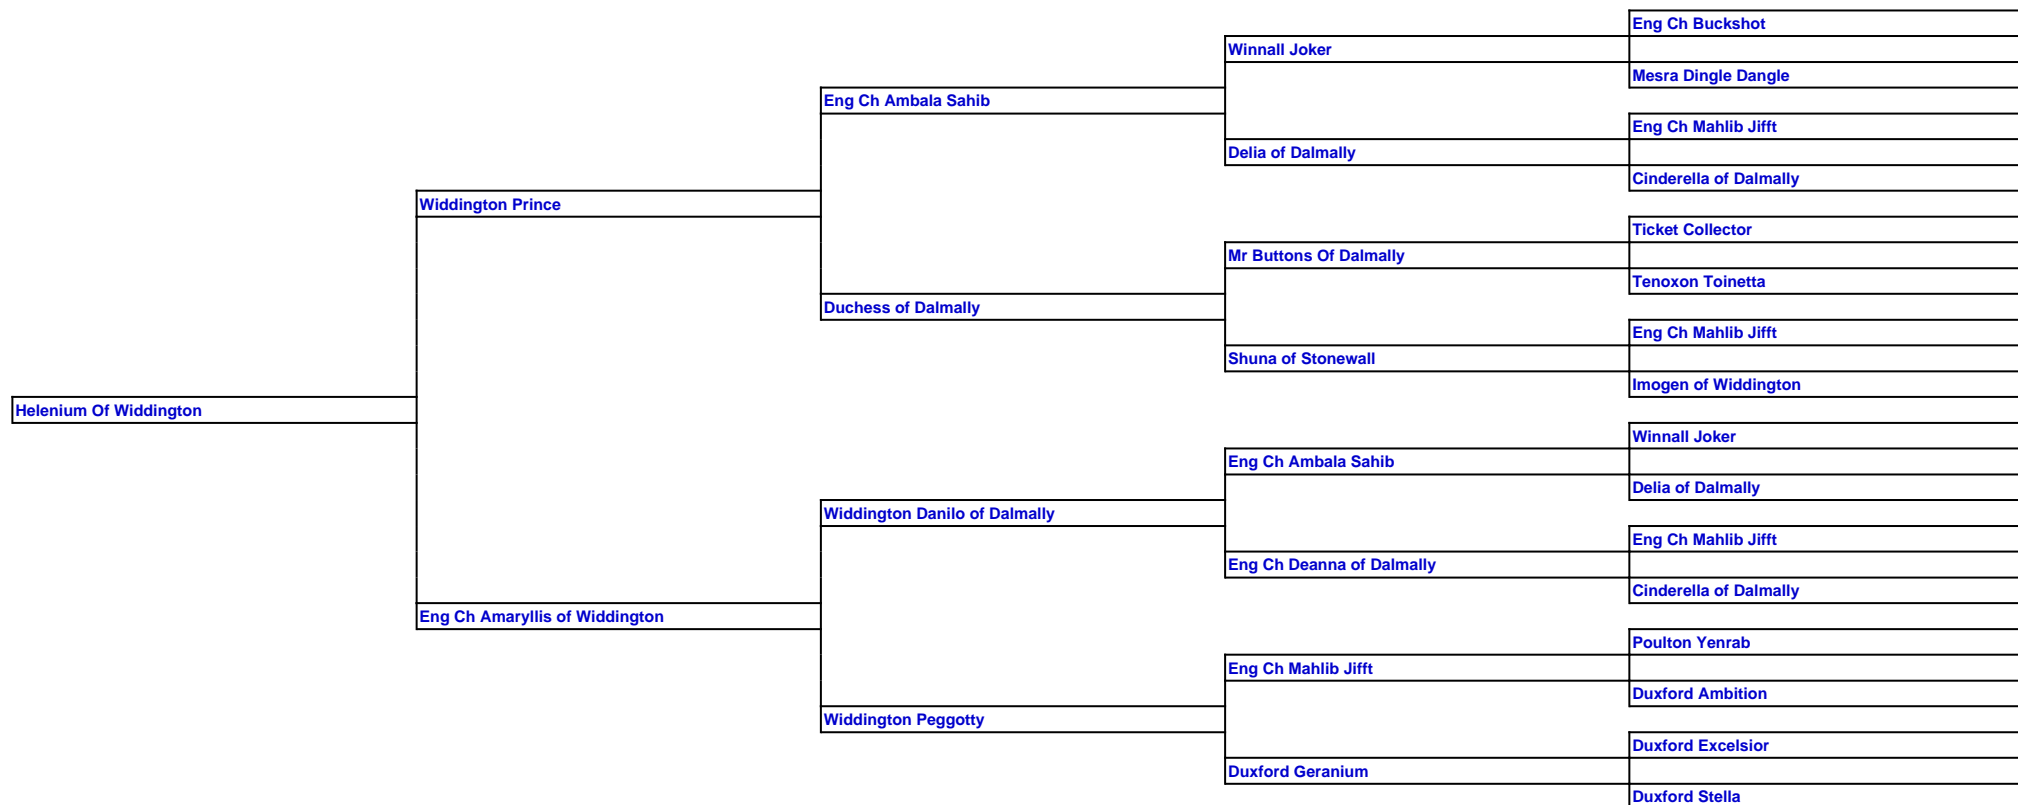 Eng Ch Buckshot
Winnall Joker
Mesra Dingle Dangle
Eng Ch Ambala Sahib
Eng Ch Mahlib Jifft
Delia of Dalmally
Cinderella of Dalmally
Widdington Prince
Ticket Collector
Mr Buttons Of Dalmally
Tenoxon Toinetta
Duchess of Dalmally
Eng Ch Mahlib Jifft
Shuna of Stonewall
Imogen of Widdington
Helenium Of Widdington
Winnall Joker
Eng Ch Ambala Sahib
Delia of Dalmally
Widdington Danilo of Dalmally
Eng Ch Mahlib Jifft
Eng Ch Deanna of Dalmally
Cinderella of Dalmally
Eng Ch Amaryllis of Widdington
Poulton Yenrab
Eng Ch Mahlib Jifft
Duxford Ambition
Widdington Peggotty
Duxford Excelsior
Duxford Geranium
Duxford Stella